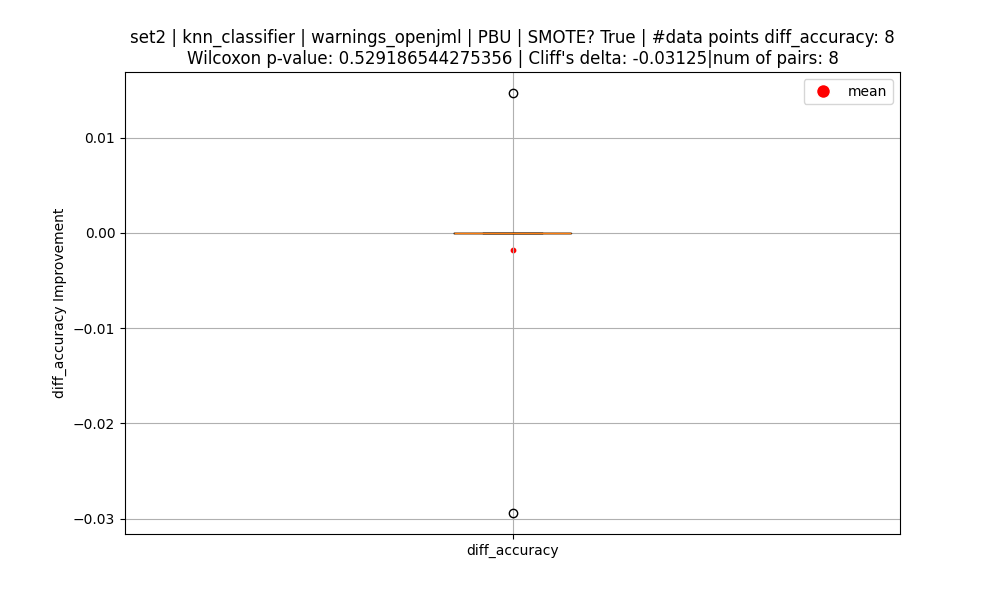 set2 | knn_classifier | warnings_openjml | PBU | SMOTE? True | #data points diff_accuracy: 8
Wilcoxon p-value: 0.529186544275356 | Cliff's delta: -0.03125|num of pairs: 8
mean
0.01
0.00
−0.01
−0.02
−0.03
diff_accuracy Improvement
diff_accuracy